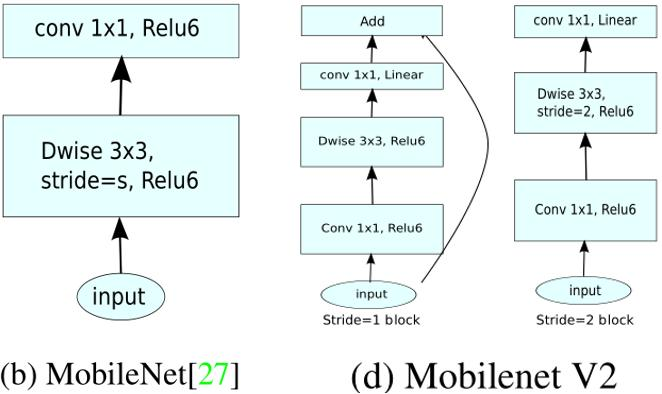 conv 1x1, Relu6
Dwise 3x3,
stride=s, Relu6
input
(b) MobileNet[27]
Add
conv 1x1, Linear
Dwise 3x3, Relu6
Conv 1x1, Relu6
input
Stride=1 block
conv 1x1, Linear
Dwise 3x3,
stride=2, Relu6
Conv 1x1, Relu6
input
Stride=2 block
(d) Mobilenet V2